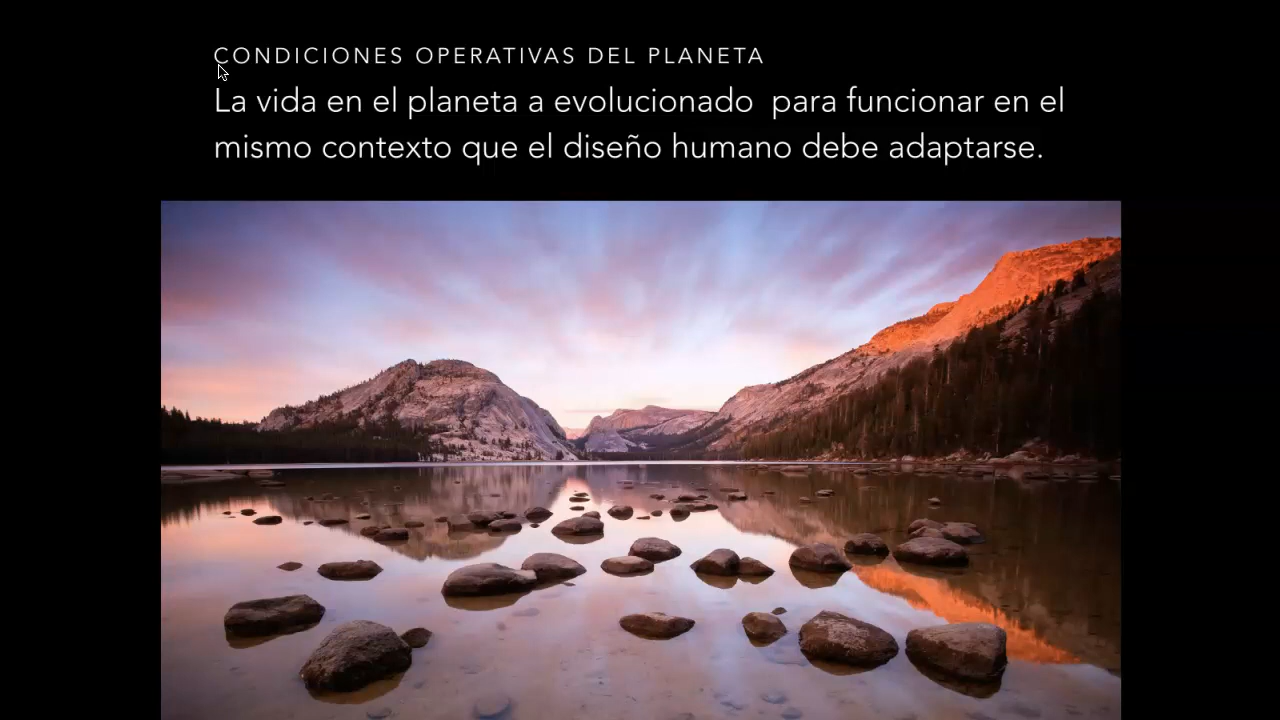 CONDICIONES OPERATIVAS DEL PLANETA
La vida en el planeta a evolucionado  para funcionar en el
mismo contexto que el diseño humano debe adaptarse.